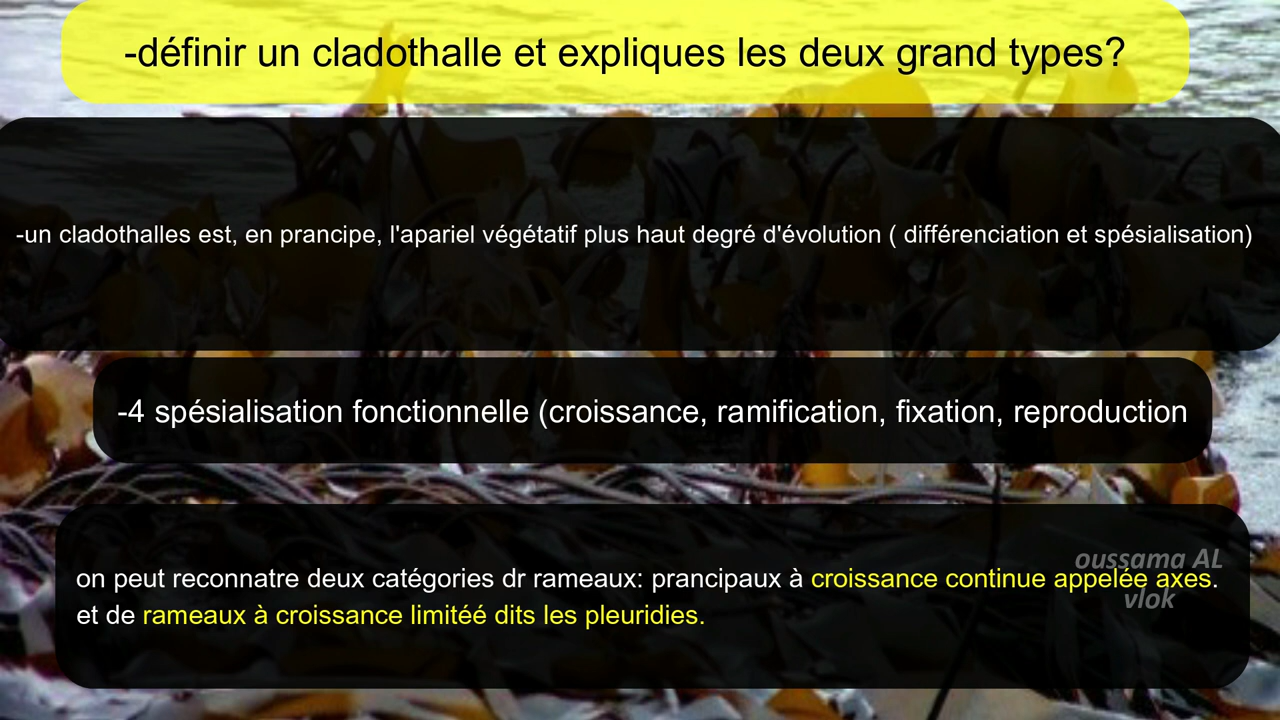 -définir un cladothalle et expliques les deux grand types?
-un cladothalles est, en prancipe, l'apariel végétatif plus haut degré d'évolution ( différenciation et spésialisation)
-4 spésialisation fonctionnelle (croissance, ramification, fixation, reproduction
oussama AL
on peut reconnatre deux catégories dr rameaux: prancipaux à croissance continue appelée axes.
vlok
et de rameaux à croissance limitéé dits les pleuridies.